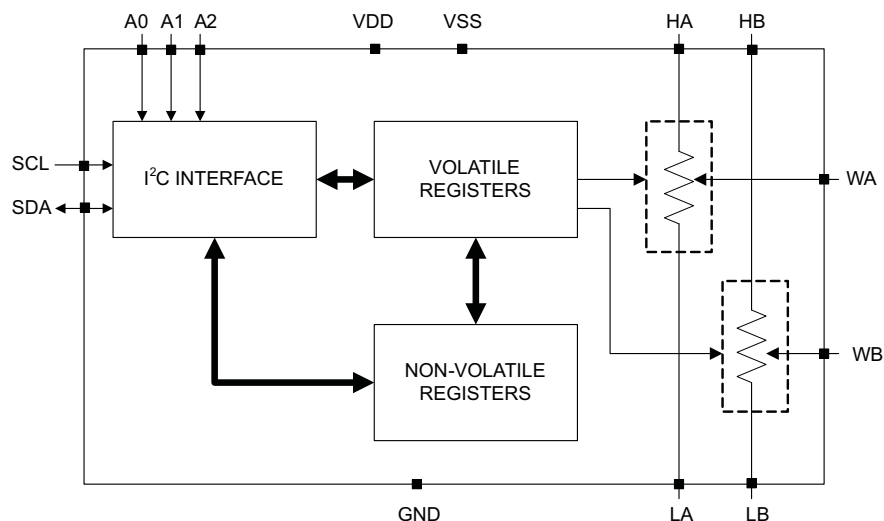 A0 A1 A2 VDD VSS HA HB
SCL
SDA
I²C INTERFACE
VOLATILE
REGISTERS
WA
NON-VOLATILE
REGISTERS
WB
GND LA LB